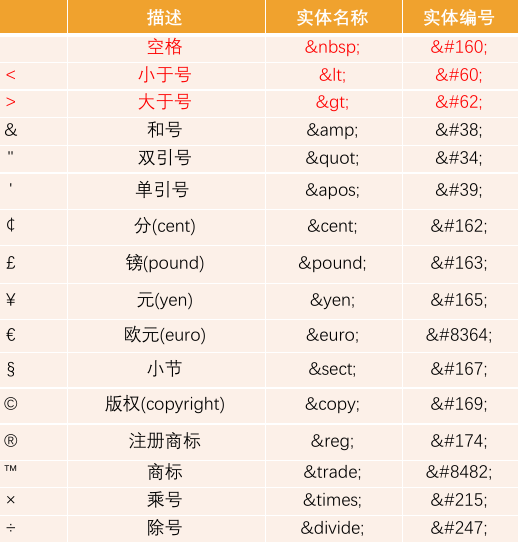 描述 实体名称 实体编号
空格 &nbsp; &#160;
< 小于号 &lt; &#60;
> 大于号 &gt; &#62;
& 和号 &amp; &#38;
" 双引号 &quot; &#34;
' 单引号 &apos; &#39;
￠ 分(cent) &cent; &#162;
£ 镑(pound) &pound; &#163;
¥ 元(yen) &yen; &#165;
€ 欧元(euro) &euro; &#8364;
§ 小节 &sect; &#167;
© 版权(copyright) &copy; &#169;
® 注册商标 &reg; &#174;
™ 商标 &trade; &#8482;
× 乘号 &times; &#215;
÷ 除号 &divide; &#247;